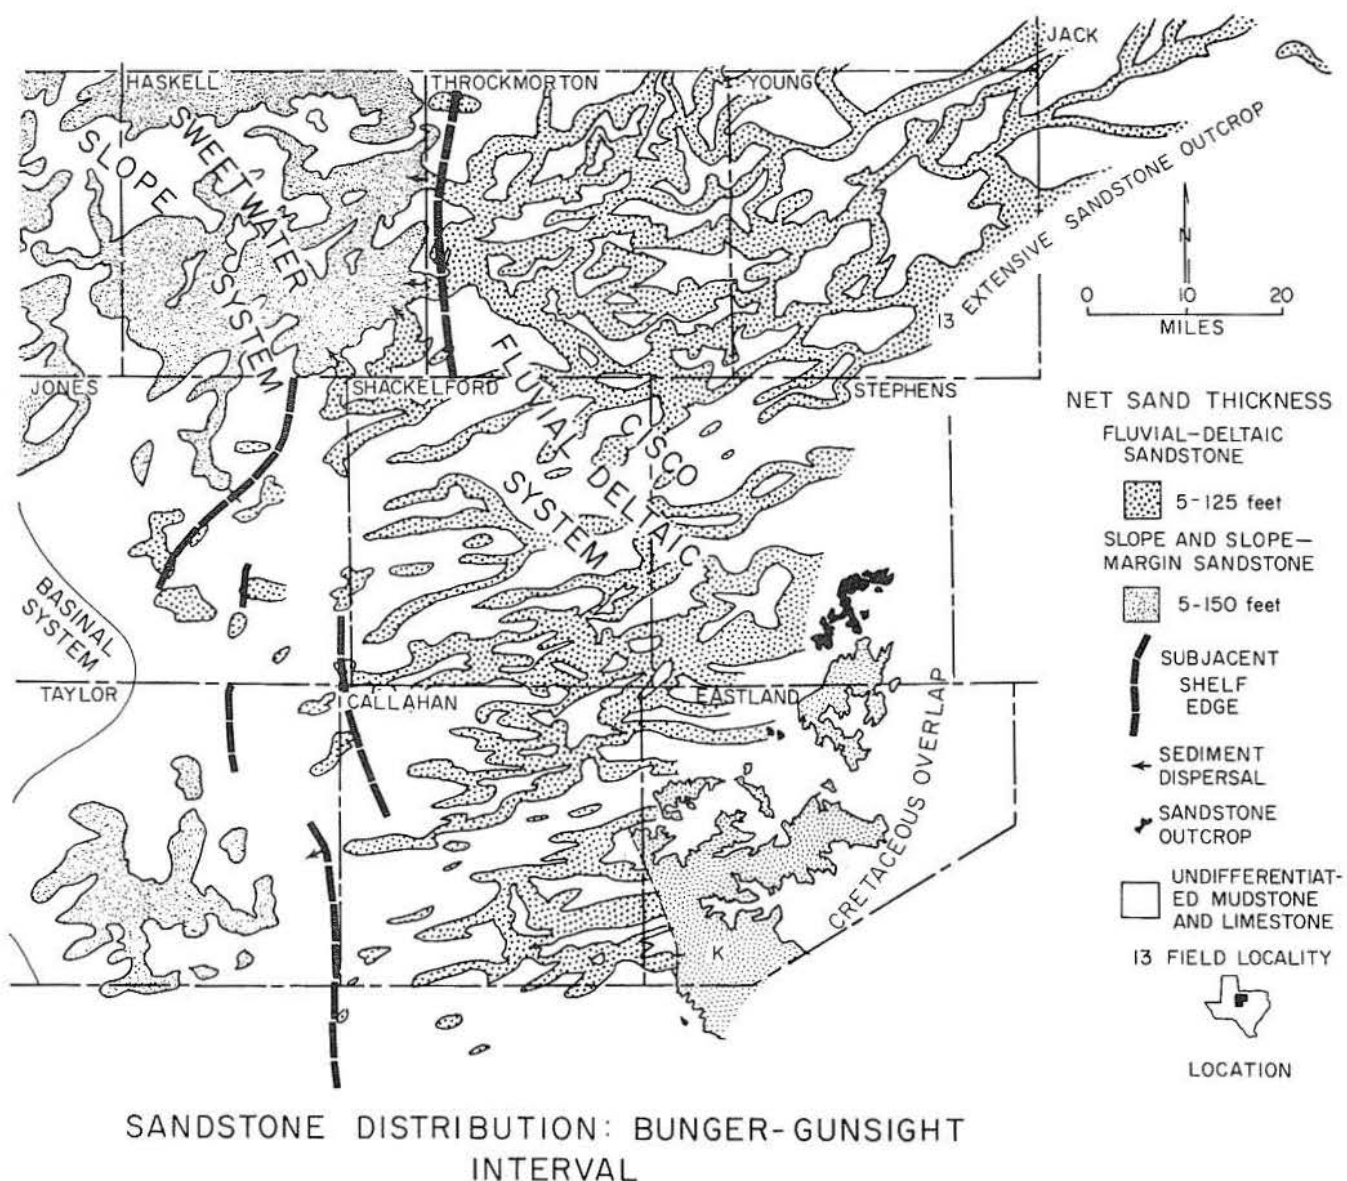 JACK
HASKELL
THROCKMORTON
YOUNG
SLOPE
SWEETWATER
SYSTEM
13 EXTENSIVE SANDSTONE OUTCROP
N
0 10 20
MILES
JONES
SHACKELFORD
STEPHENS
CISCO
FLUVIAL DELTAIC
SYSTEM
BASINAL
SYSTEM
TAYLOR
CALLAHAN
EASTLAND
CRETACEOUS OVERLAP
K
NET SAND THICKNESS
FLUVIAL-DELTAIC
SANDSTONE
5-125 feet
SLOPE AND SLOPE-
MARGIN SANDSTONE
5-150 feet
SUBJACENT
SHELF
EDGE
SEDIMENT
DISPERSAL
SANDSTONE
OUTCROP
UNDIFFERENTIAT-
ED MUDSTONE
AND LIMESTONE
13 FIELD LOCALITY
LOCATION
SANDSTONE DISTRIBUTION: BUNGER-GUNSIGHT
INTERVAL